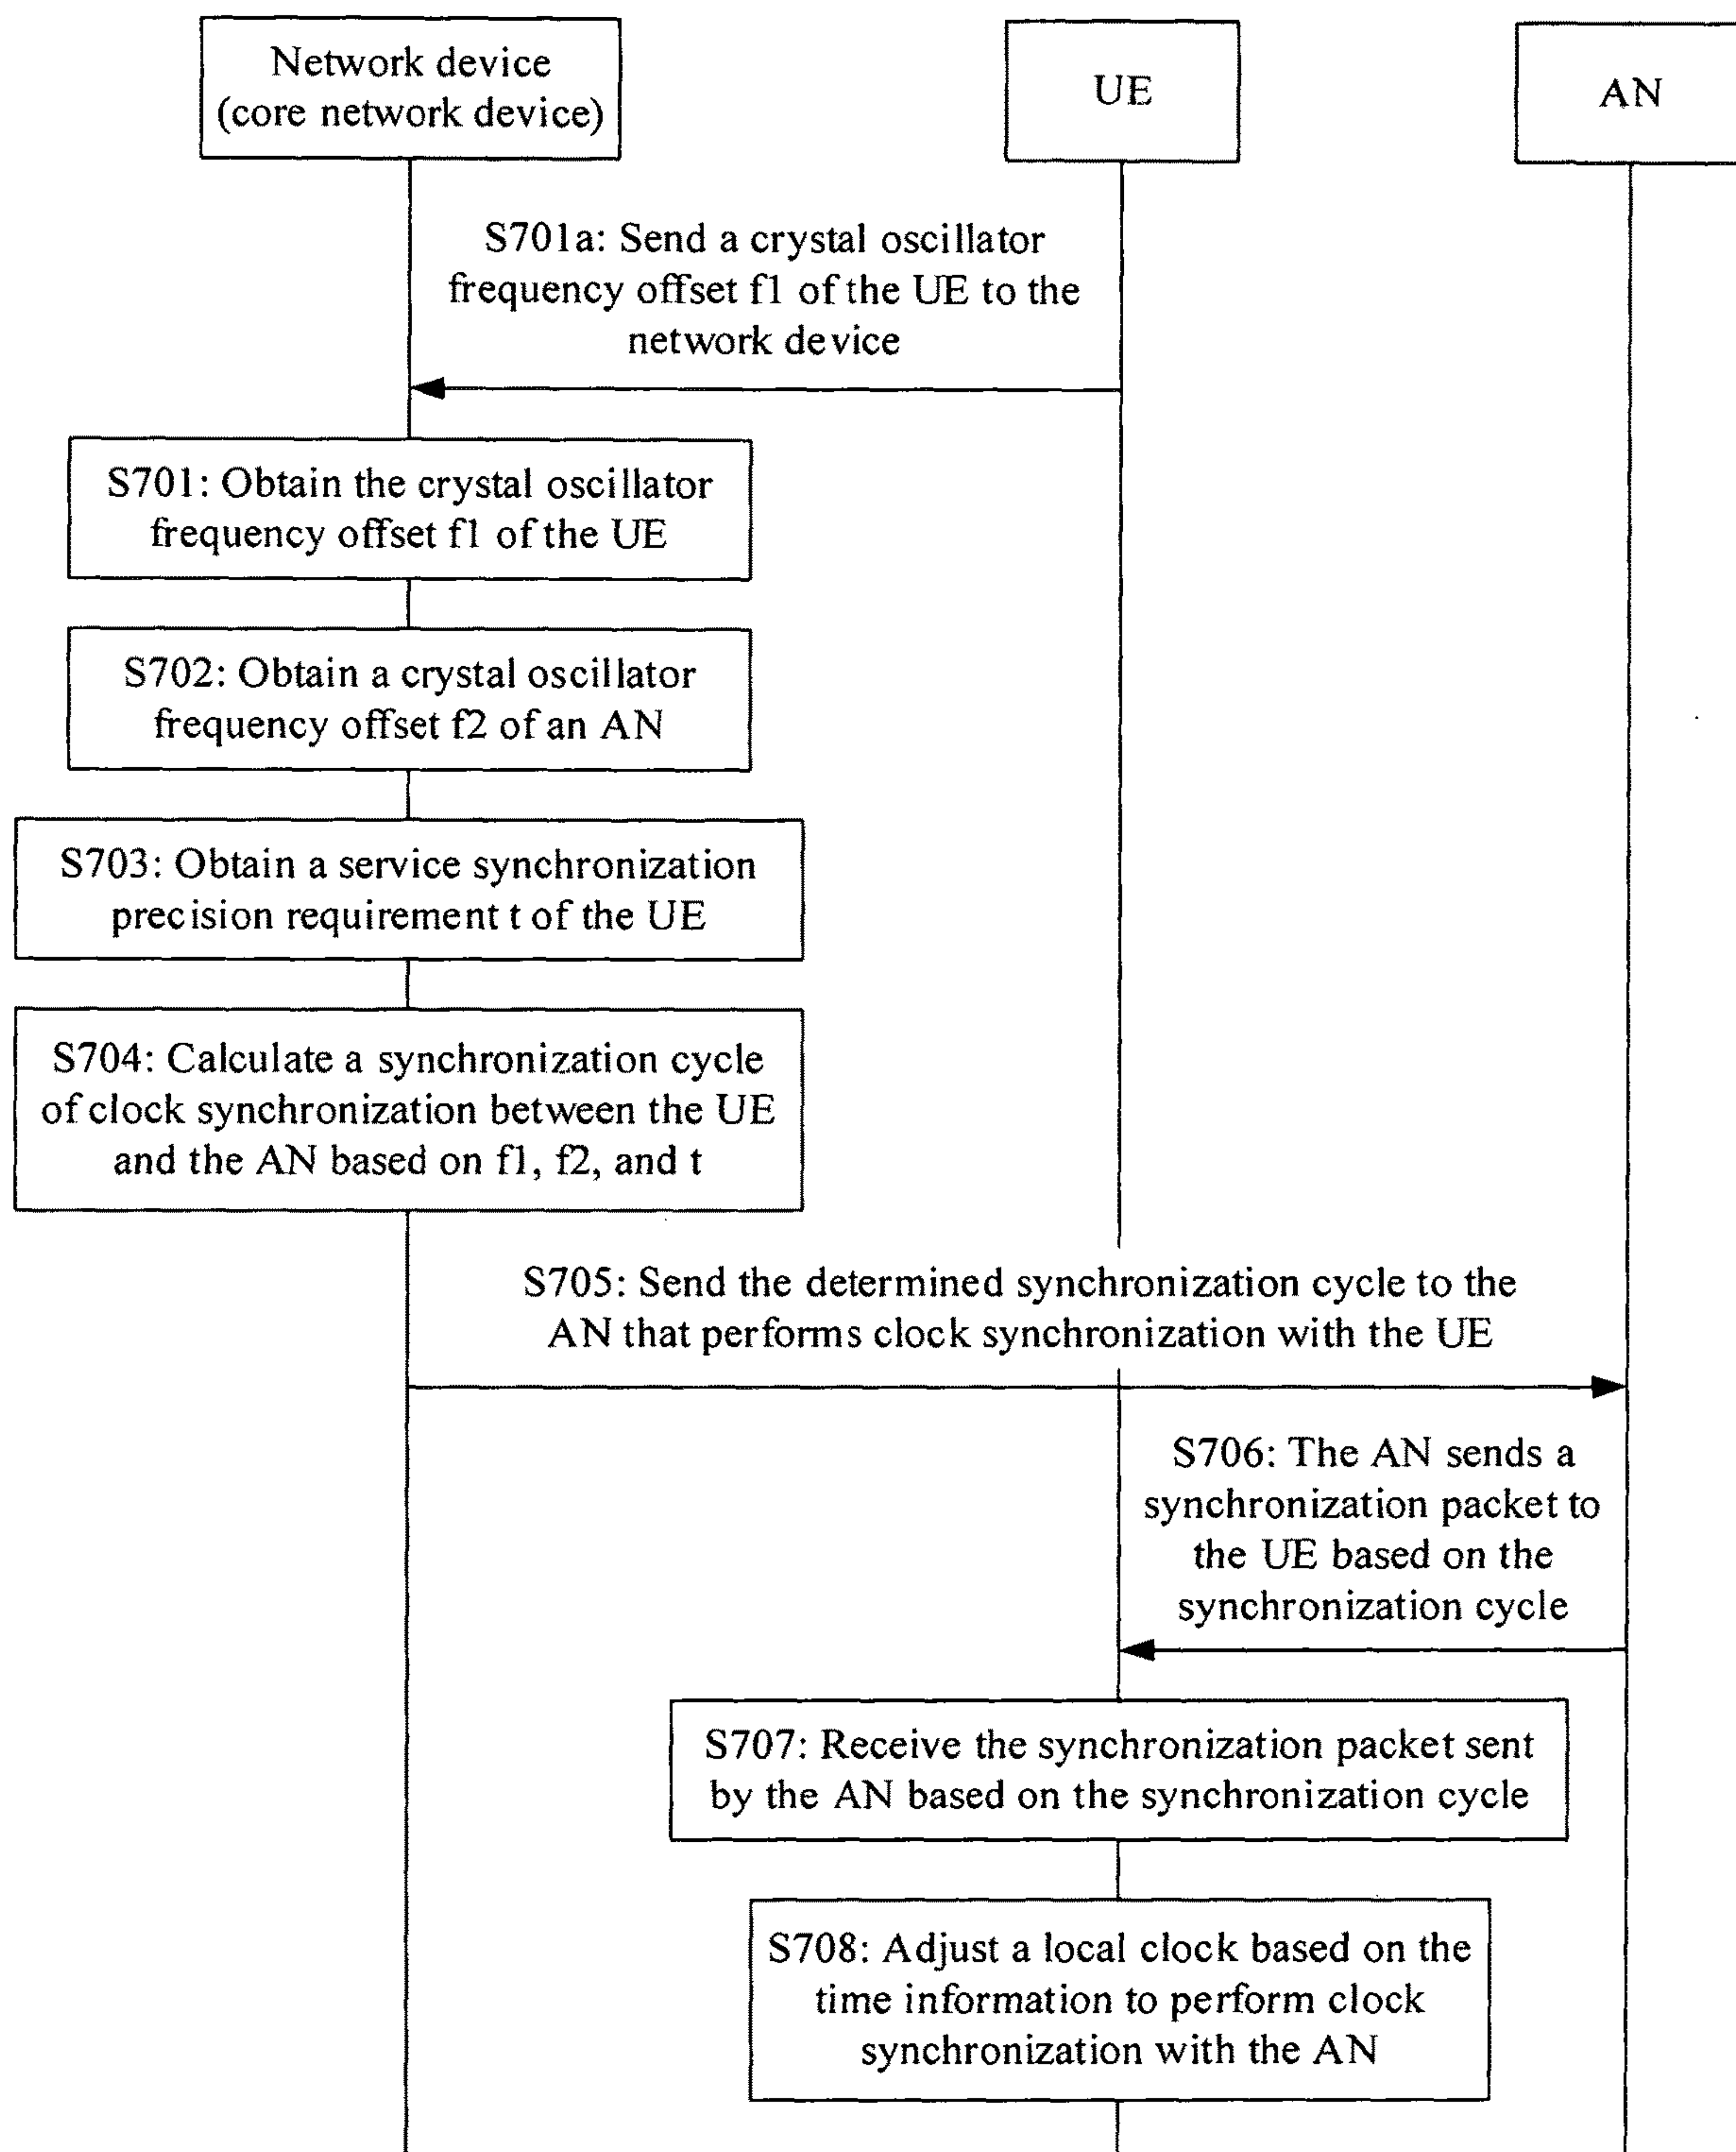 Network device
(core network device)
UE
AN
S701a: Send a crystal oscillator
frequency offset f1 of the UE to the
network device
S701: Obtain the crystal oscillator
frequency offset f1 of the UE
S702: Obtain a crystal oscillator
frequency offset f2 of an AN
S703: Obtain a service synchronization
precision requirement t of the UE
S704: Calculate a synchronization cycle
of clock synchronization between the UE
and the AN based on f1, f2, and t
S705: Send the determined synchronization cycle to the
AN that performs clock synchronization with the UE
S706: The AN sends a
synchronization packet to
the UE based on the
synchronization cycle
S707: Receive the synchronization packet sent
by the AN based on the synchronization cycle
S708: Adjust a local clock based on the
time information to perform clock
synchronization with the AN